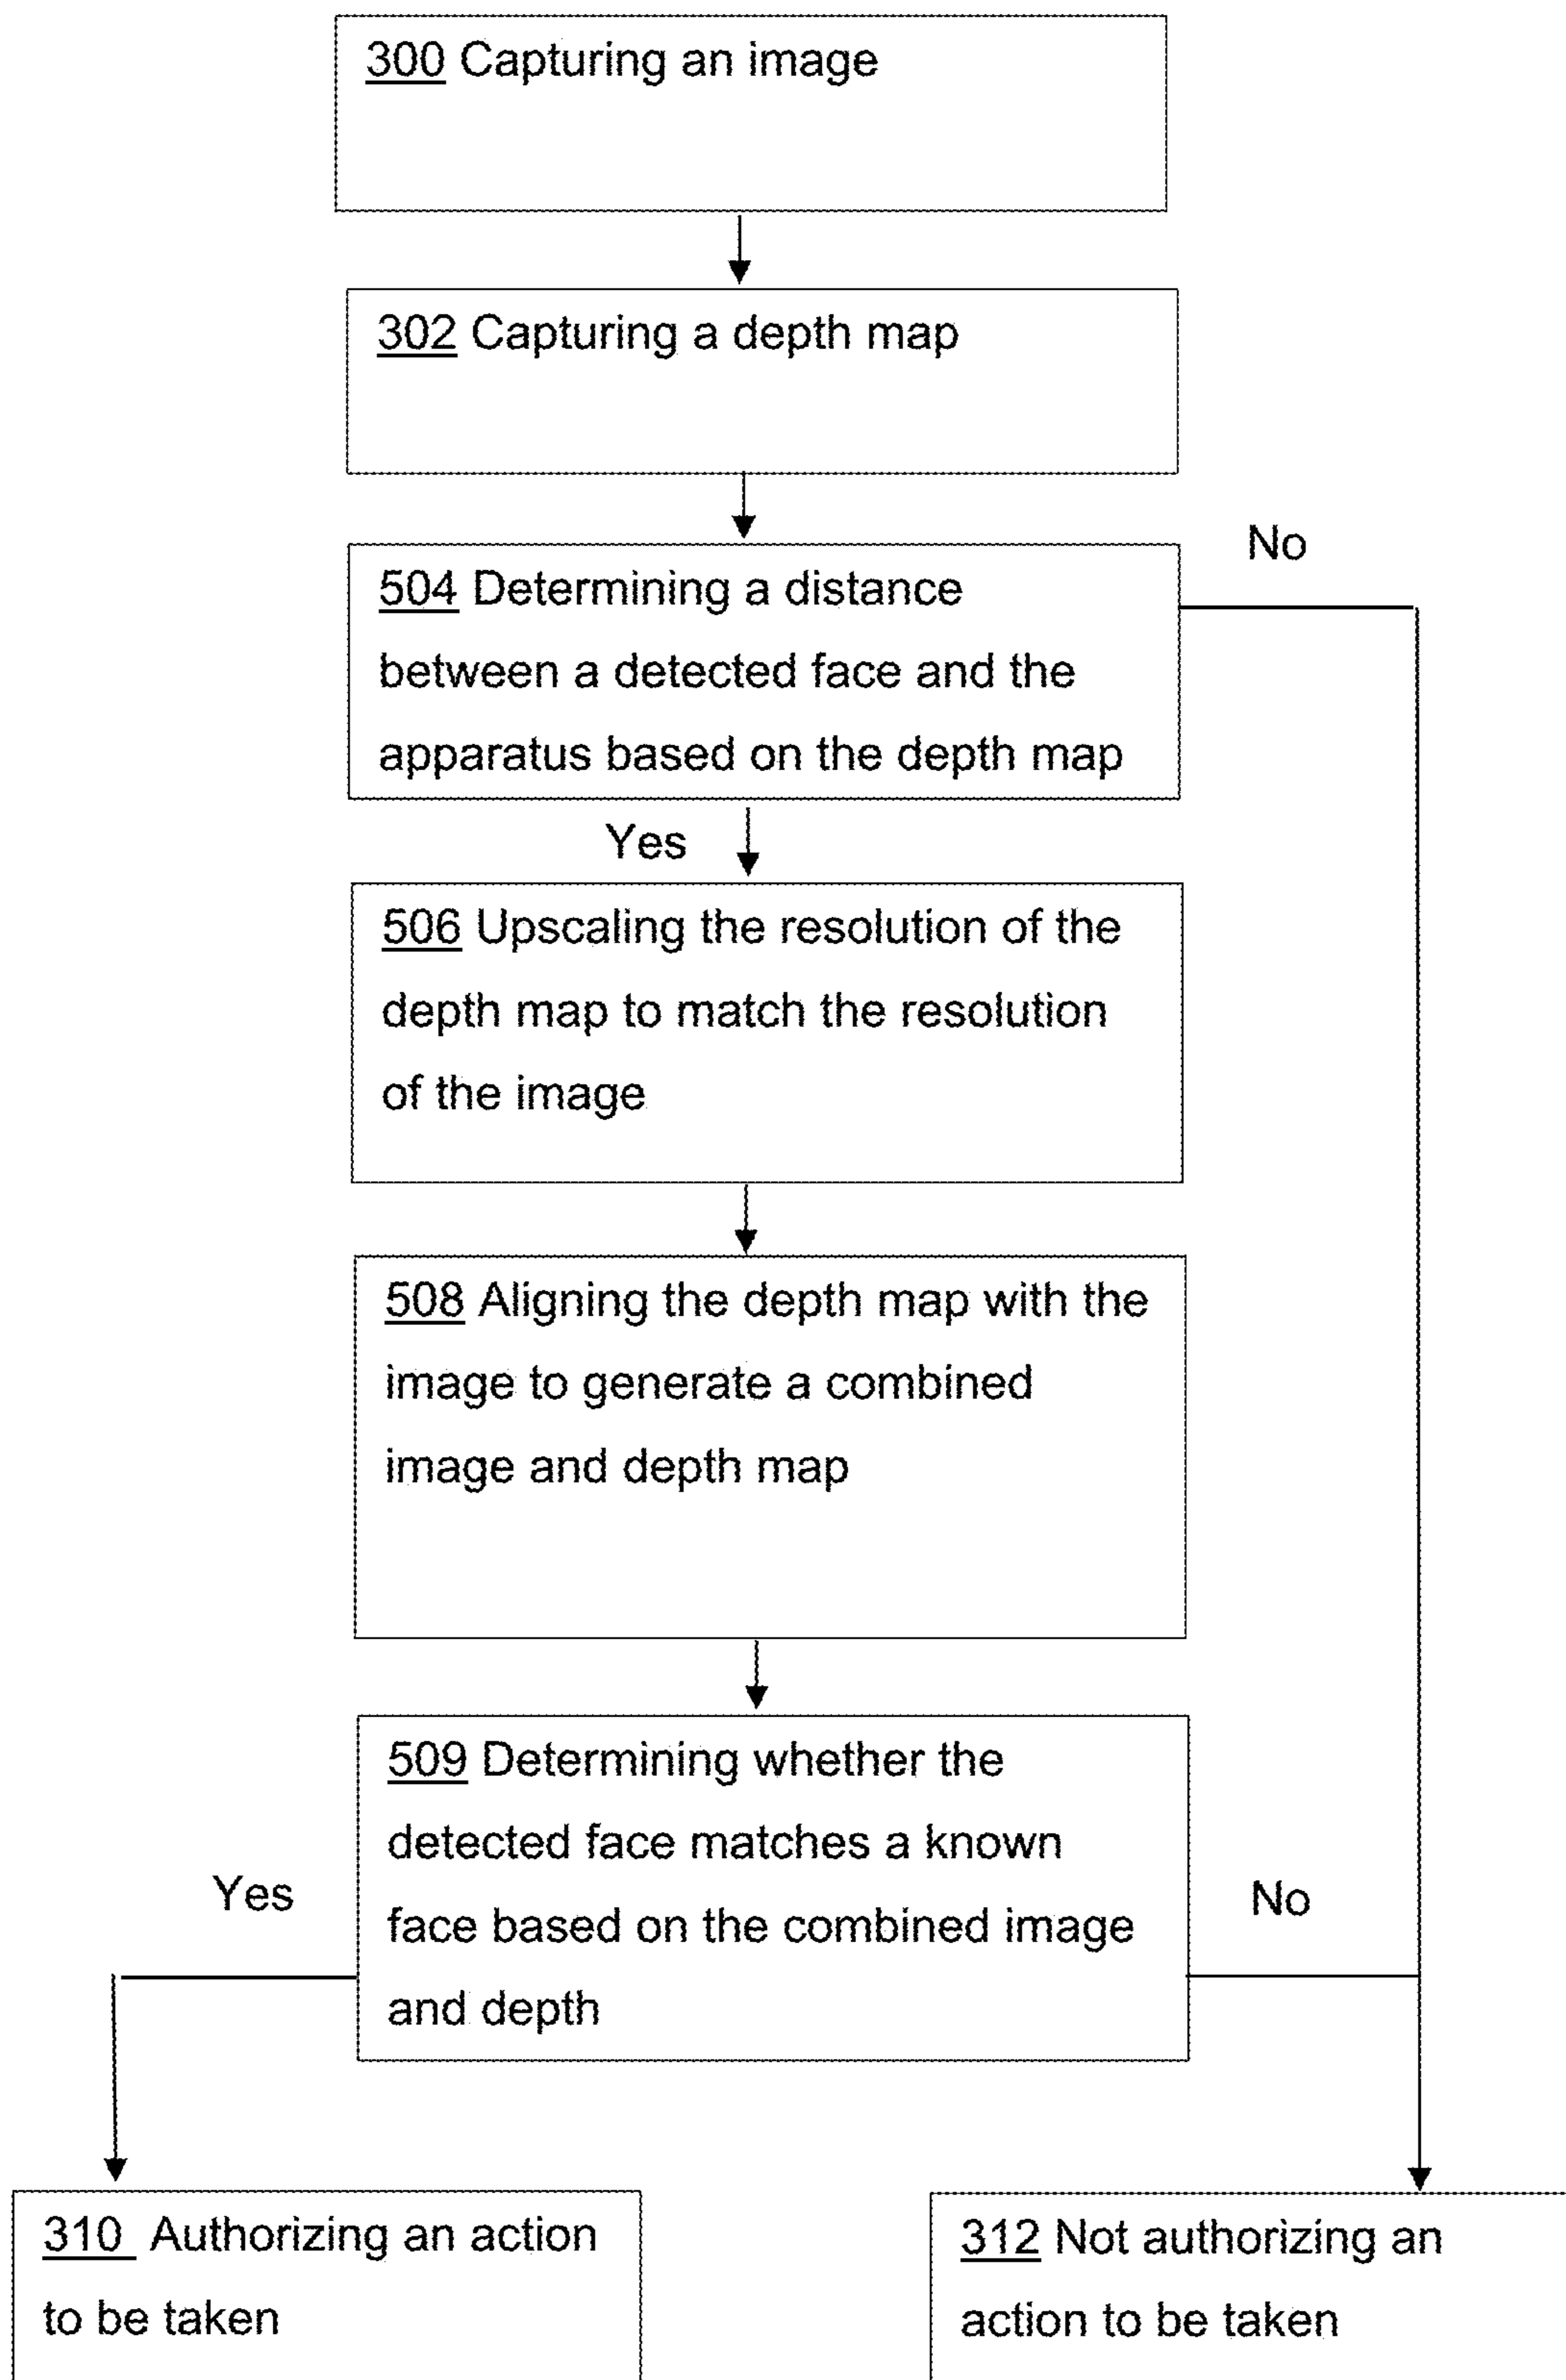 300 Capturing an image
302 Capturing a depth map
No
504 Determining a distance
between a detected face and the
apparatus based on the depth map
Yes
506 Upscaling the resolution of the
depth map to match the resolution
of the image
508 Aligning the depth map with the
image to generate a combined
image and depth map
509 Determining whether the
detected face matches a known
face based on the combined image
and depth
Yes
No
310 Authorizing an action
to be taken
312 Not authorizing an
action to be taken